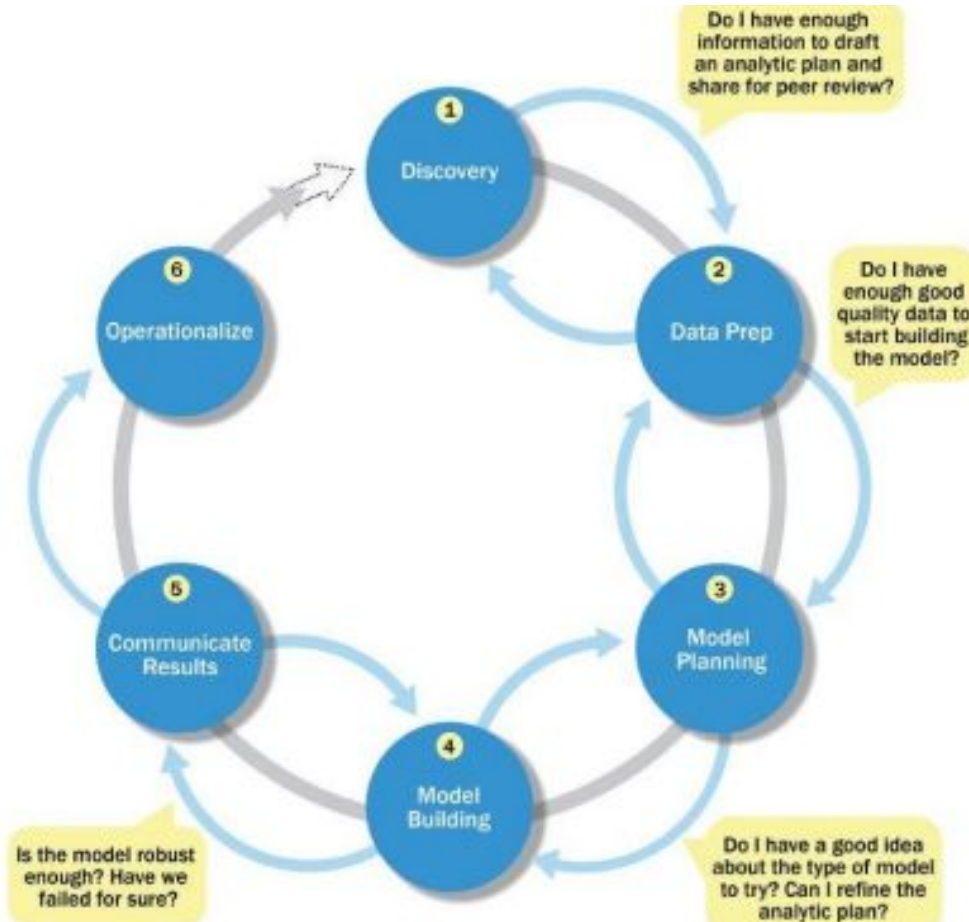 Do I have enough
information to draft
an analytic plan and
share for peer review?
1
Discovery
2
Data Prep
Do I have
enough good
quality data to
start building
the model?
3
Model
Planning
Do I have a good idea
about the type of model
to try? Can I refine the
analytic plan?
4
Model
Building
Is the model robust
enough? Have we
failed for sure?
5
Communicate
Results
6
Operationalize